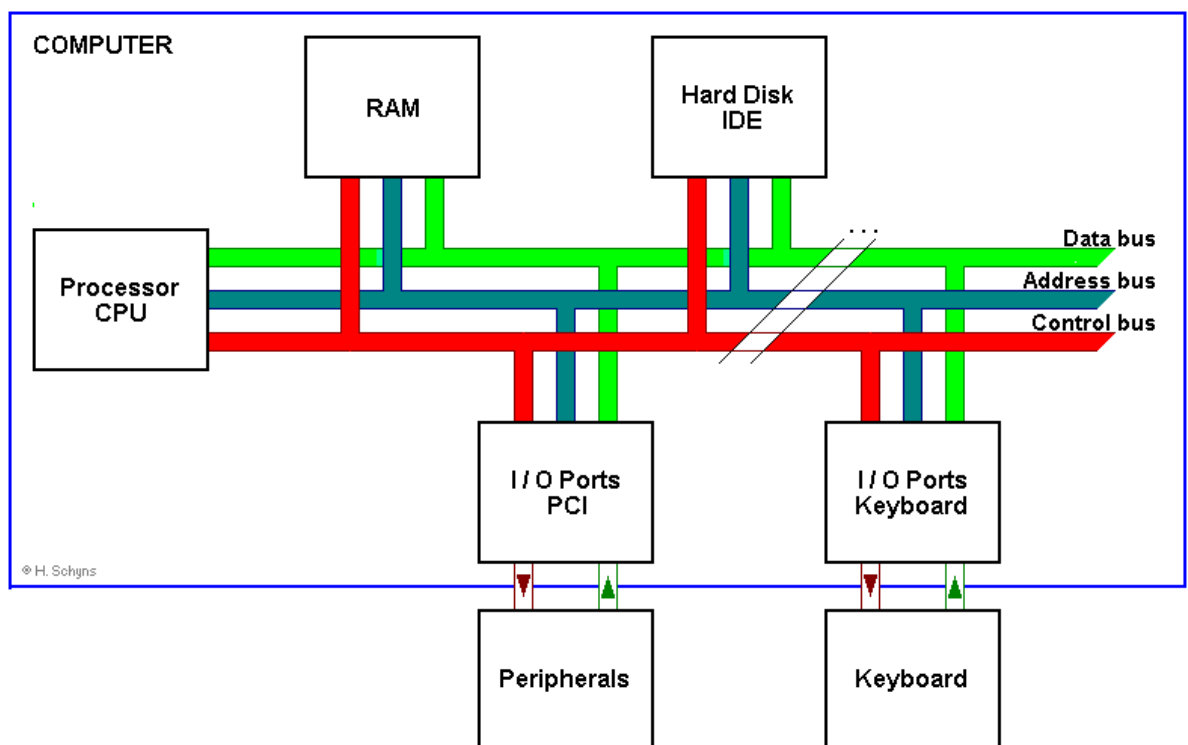 COMPUTER
RAM
Hard Disk
IDE
. . .
Data bus
Processor
CPU
Address bus
Control bus
I / O Ports
PCI
I / O Ports
Keyboard
® H. Schyns
Peripherals
Keyboard